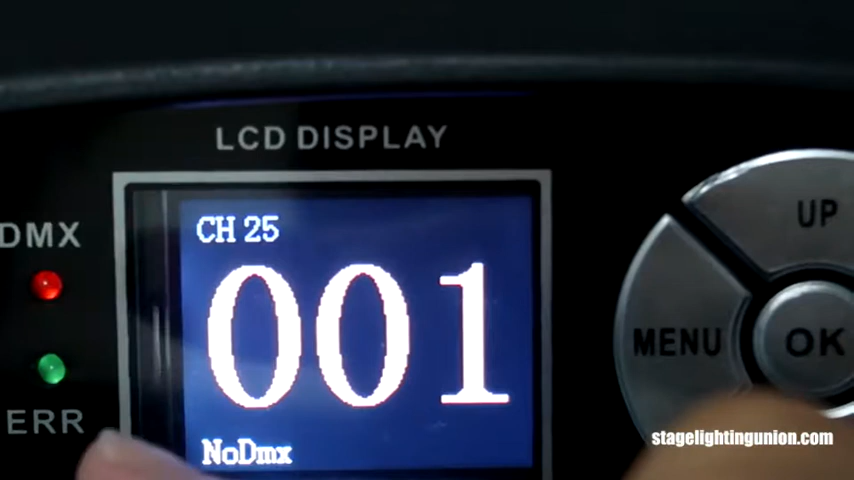 LCD DISPLAY
DMX
ERR
CH 25
001
NoDmx
UP
MENU
OK
stagelightingunion.com